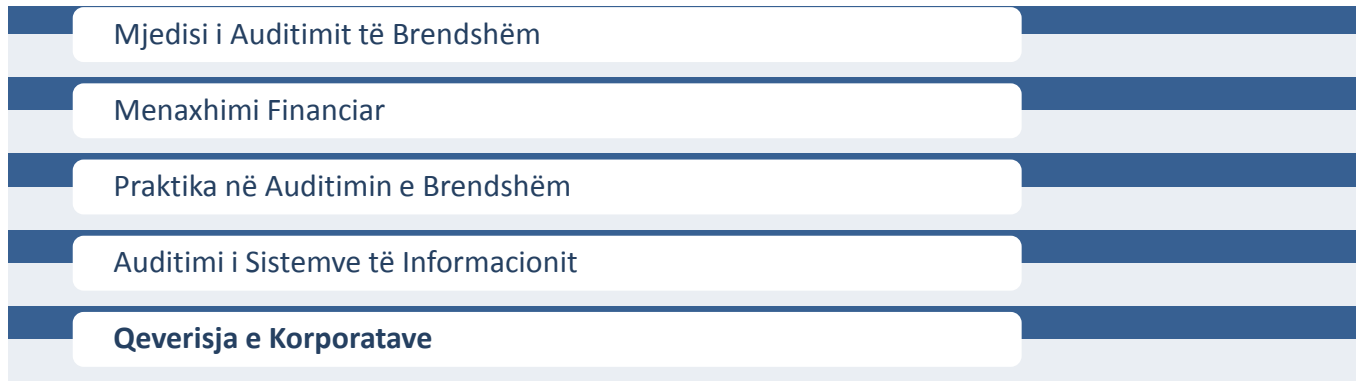 Mjedisi i Auditimit të Brendshëm
Menaxhimi Financiar
Praktika në Auditimin e Brendshëm
Auditimi i Sistemve të Informacionit
Qeverisja e Korporatave